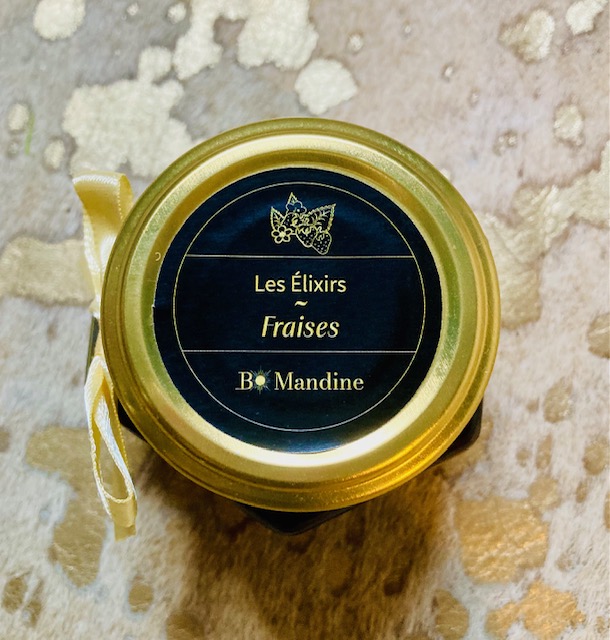 Les Élixirs
~
Fraises
B Mandine